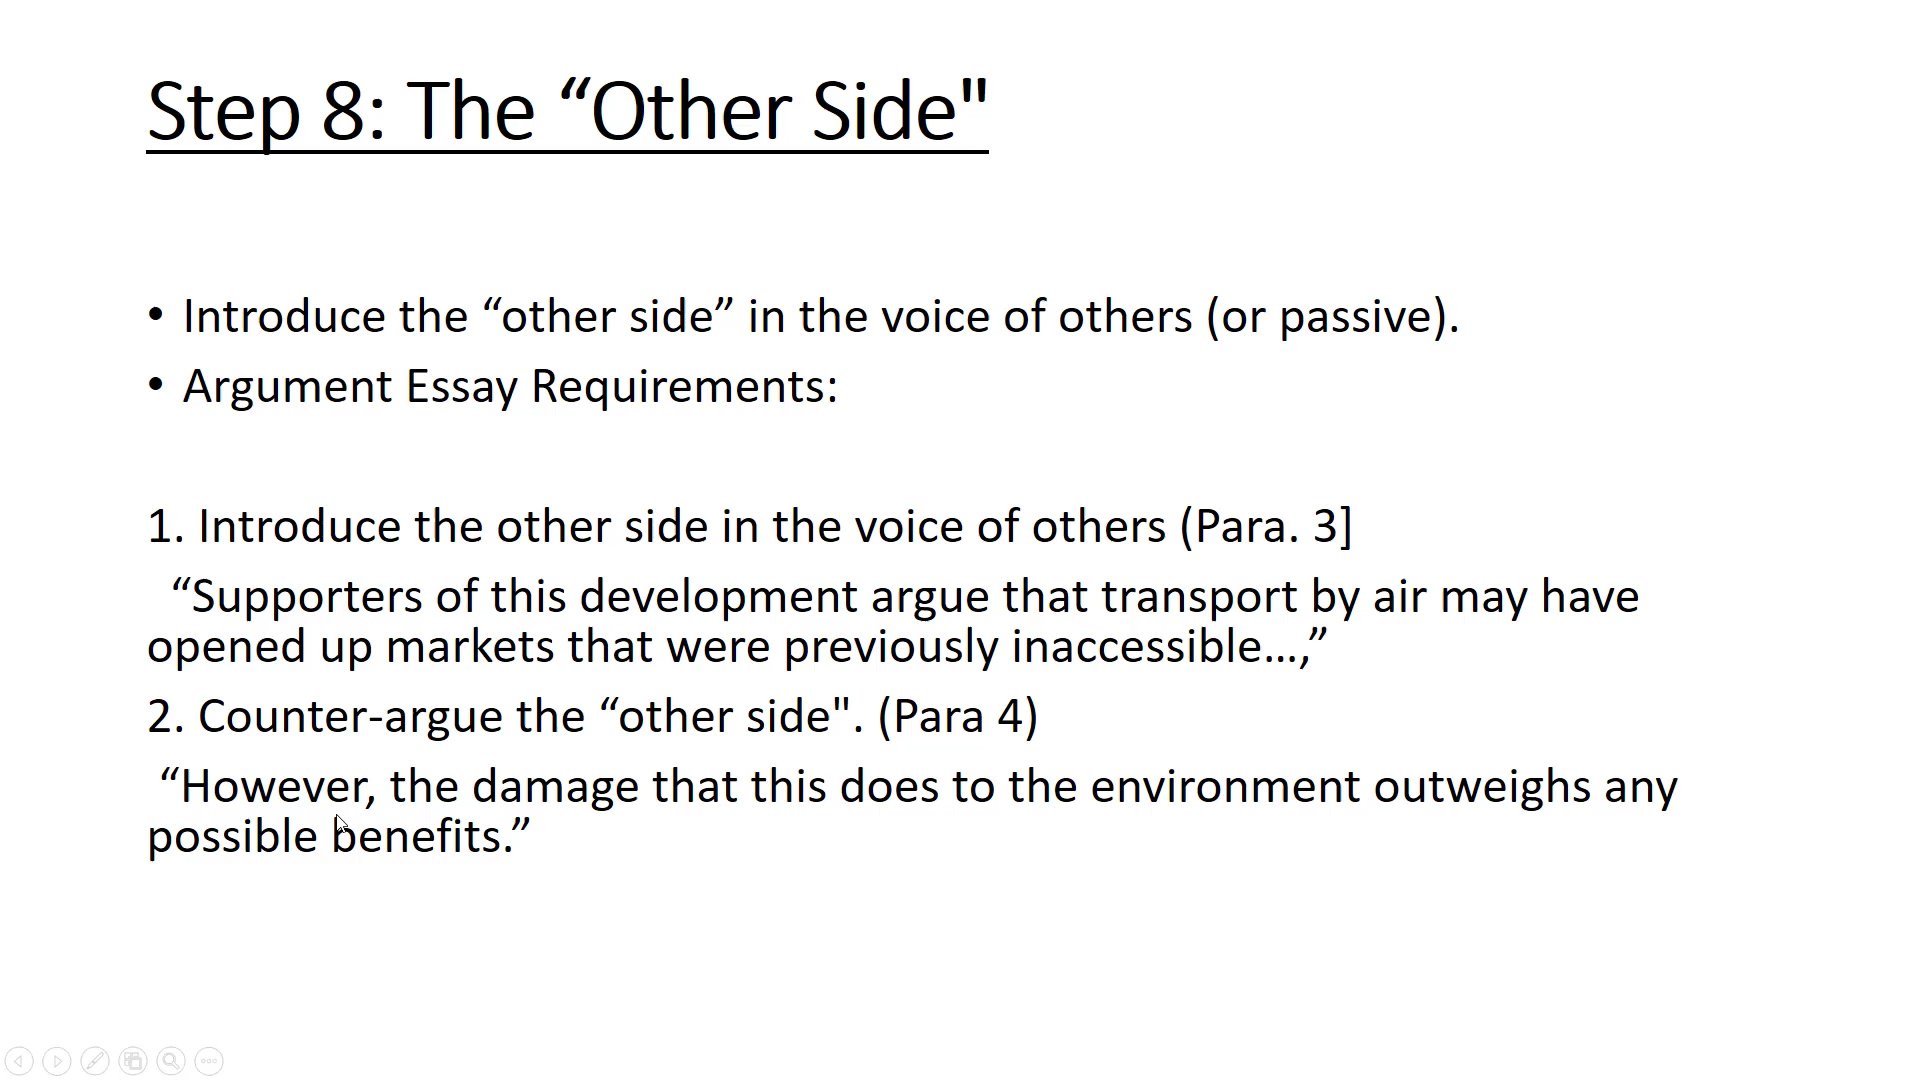 Step 8: The “Other Side"
• Introduce the “other side” in the voice of others (or passive).
• Argument Essay Requirements:
1. Introduce the other side in the voice of others (Para. 3]
“Supporters of this development argue that transport by air may have
opened up markets that were previously inaccessible…,”
2. Counter-argue the “other side". (Para 4)
“However, the damage that this does to the environment outweighs any
possible benefits.”